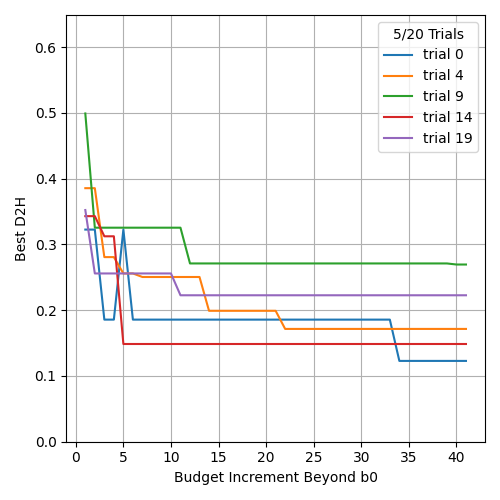 5/20 Trials
trial 0
trial 4
trial 9
trial 14
trial 19
Best D2H
0.6
0.5
0.4
0.3
0.2
0.1
0.0
0 5 10 15 20 25 30 35 40
Budget Increment Beyond b0